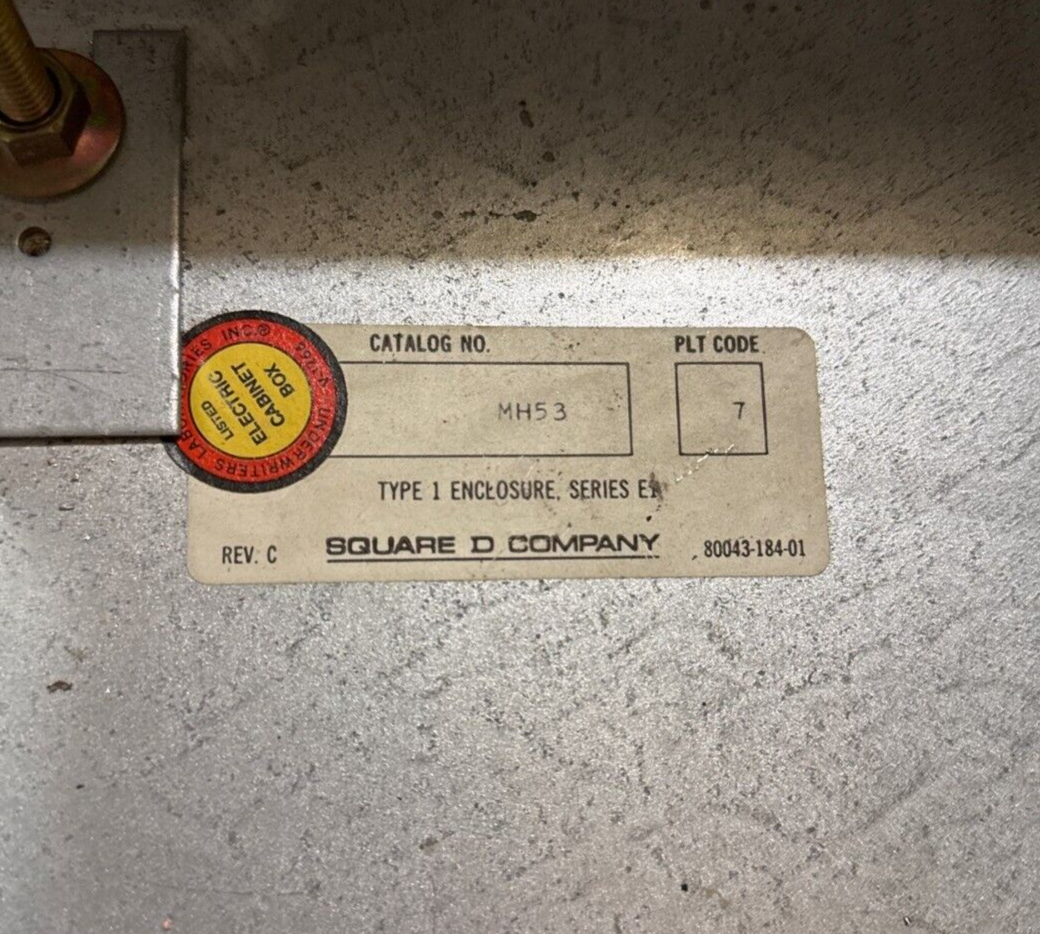 CATALOG NO.
PLT CODE
MH53
7
TYPE 1 ENCLOSURE, SERIES E1
REV. C
SQUARE D COMPANY
80043-184-01
UNDERWRITERS
INC.®
LISTED
ELECTRIC
CABINET
BOX